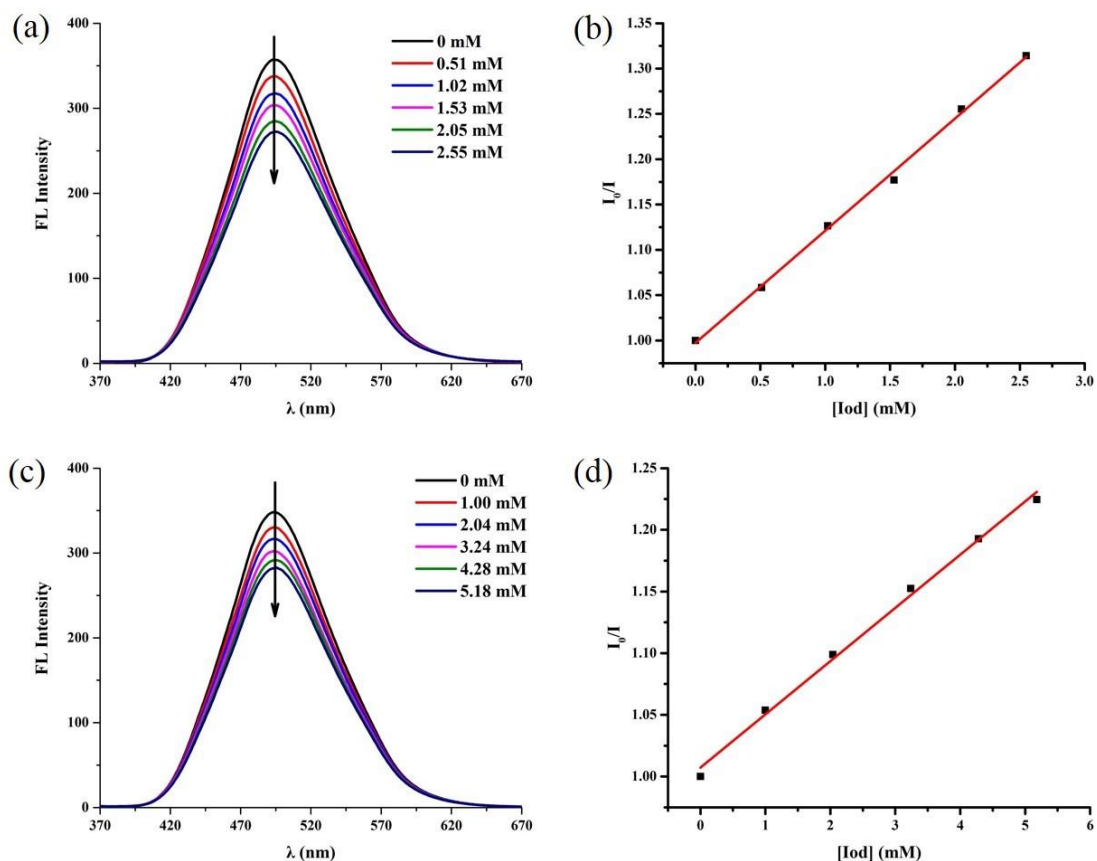 (a)
400
300
200
100
0
FL Intensity
370 420 470 520 570 620 670
λ (nm)
0 mM
0.51 mM
1.02 mM
1.53 mM
2.05 mM
2.55 mM
(b)
1.35
1.30
1.25
1.20
1.15
1.10
1.05
1.00
I₀/I
0.0 0.5 1.0 1.5 2.0 2.5 3.0
[Iod] (mM)
(c)
400
300
200
100
0
FL Intensity
370 420 470 520 570 620 670
λ (nm)
0 mM
1.00 mM
2.04 mM
3.24 mM
4.28 mM
5.18 mM
(d)
1.25
1.20
1.15
1.10
1.05
1.00
I₀/I
0 1 2 3 4 5 6
[Iod] (mM)